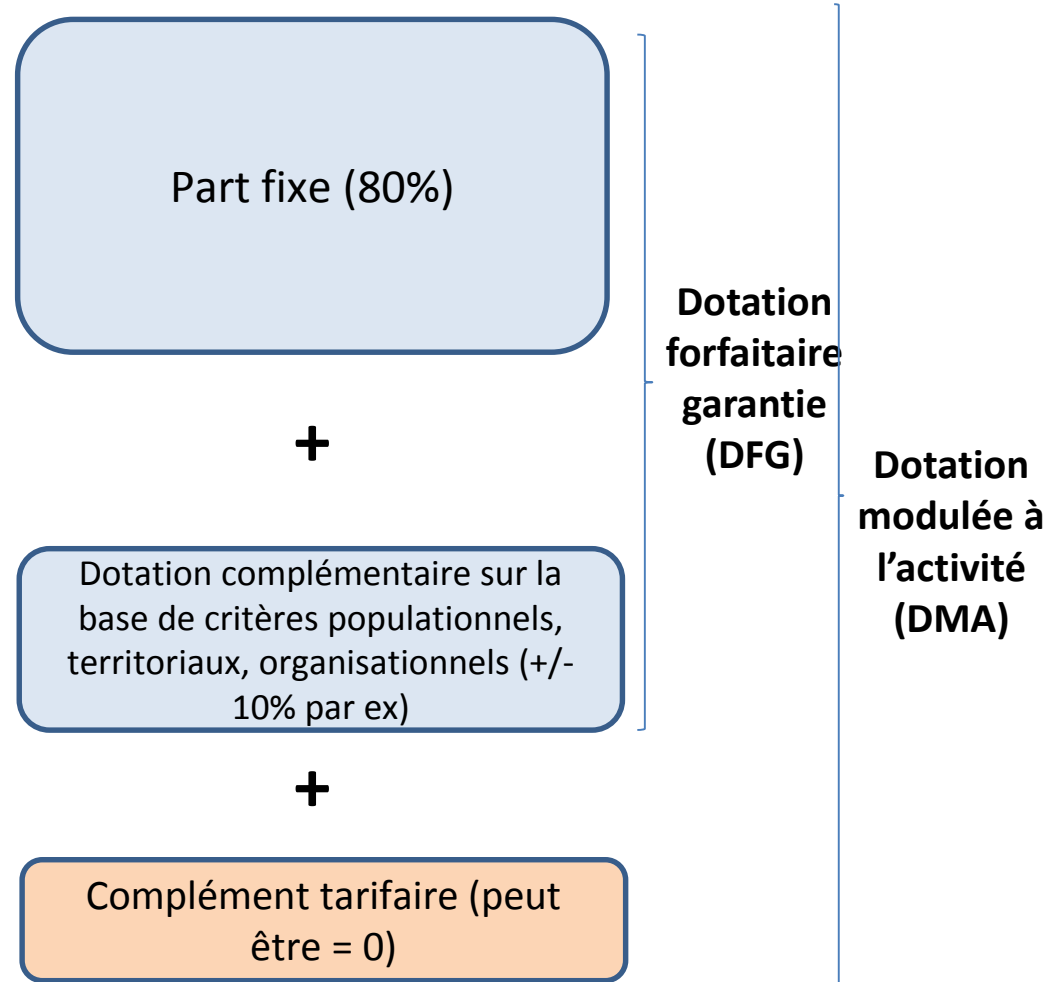 Part fixe (80%)
+
Dotation
forfaitaire
garantie
(DFG)
Dotation
modulée à
l’activité
(DMA)
Dotation complémentaire sur la
base de critères populationnels,
territoriaux, organisationnels (+/-
10% par ex)
+
Complément tarifaire (peut
être = 0)